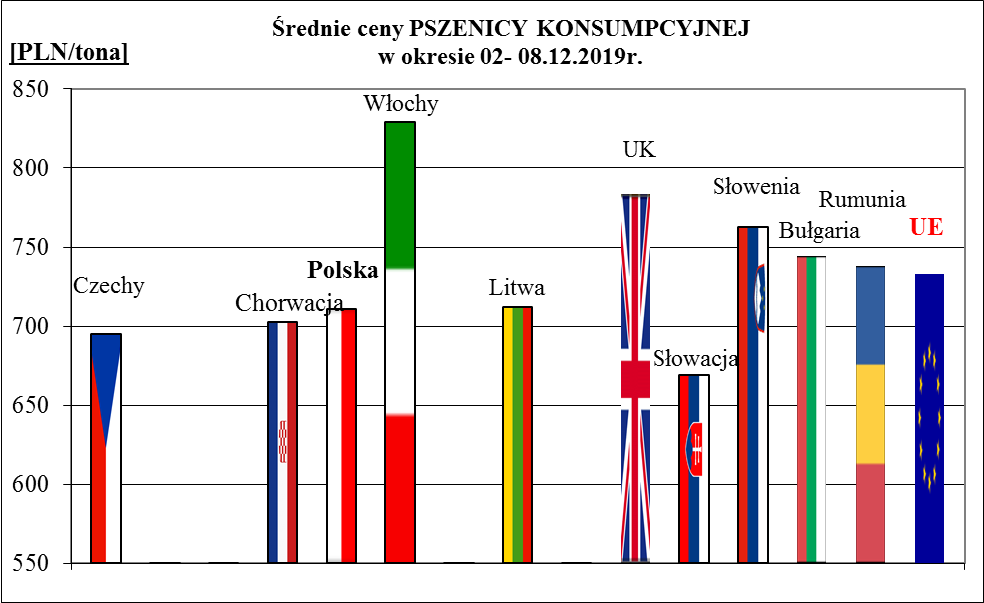 Średnie ceny PSZENICY KONSUMPCYJNEJ
w okresie 02- 08.12.2019r.
[PLN/tona]
850
800
750
700
650
600
550
Czechy
Chorwacja
Polska
Włochy
Litwa
UK
Słowacja
Słowenia
Bułgaria
Rumunia
UE